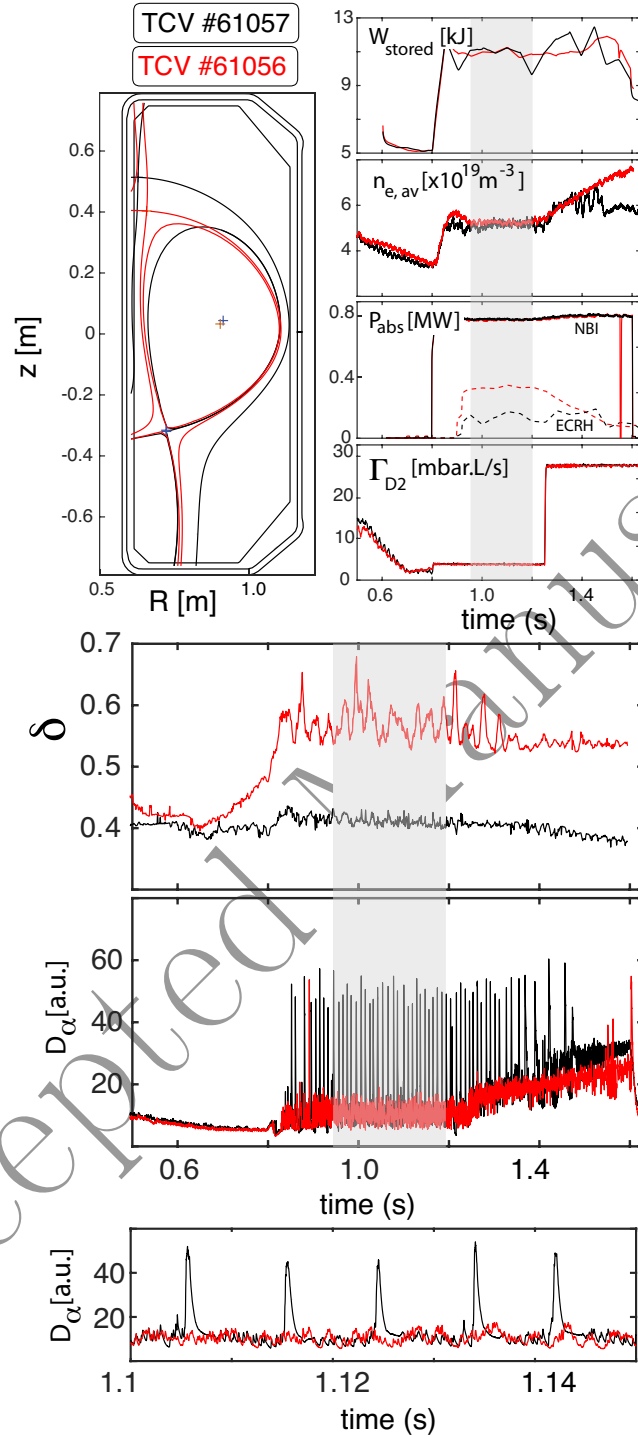 TCV #61057
TCV #61056
0.6
0.4
0.2
0
-0.2
-0.4
-0.6
z [m]
0.5
1.0
R [m]
13
11
9
5
W_stored [kJ]
6
4
n_e, av [x10^19 m^-3]
0.8
0.4
0
P_abs [MW]
NBI
ECRH
30
20
10
0
Γ_D2 [mbar.L/s]
0.6
1.0
1.4
time (s)
0.7
0.6
0.5
0.4
δ
60
40
20
D_α[a.u.]
0.6
1.0
1.4
time (s)
40
20
D_α[a.u.]
1.1
1.12
1.14
time (s)
epted Manus